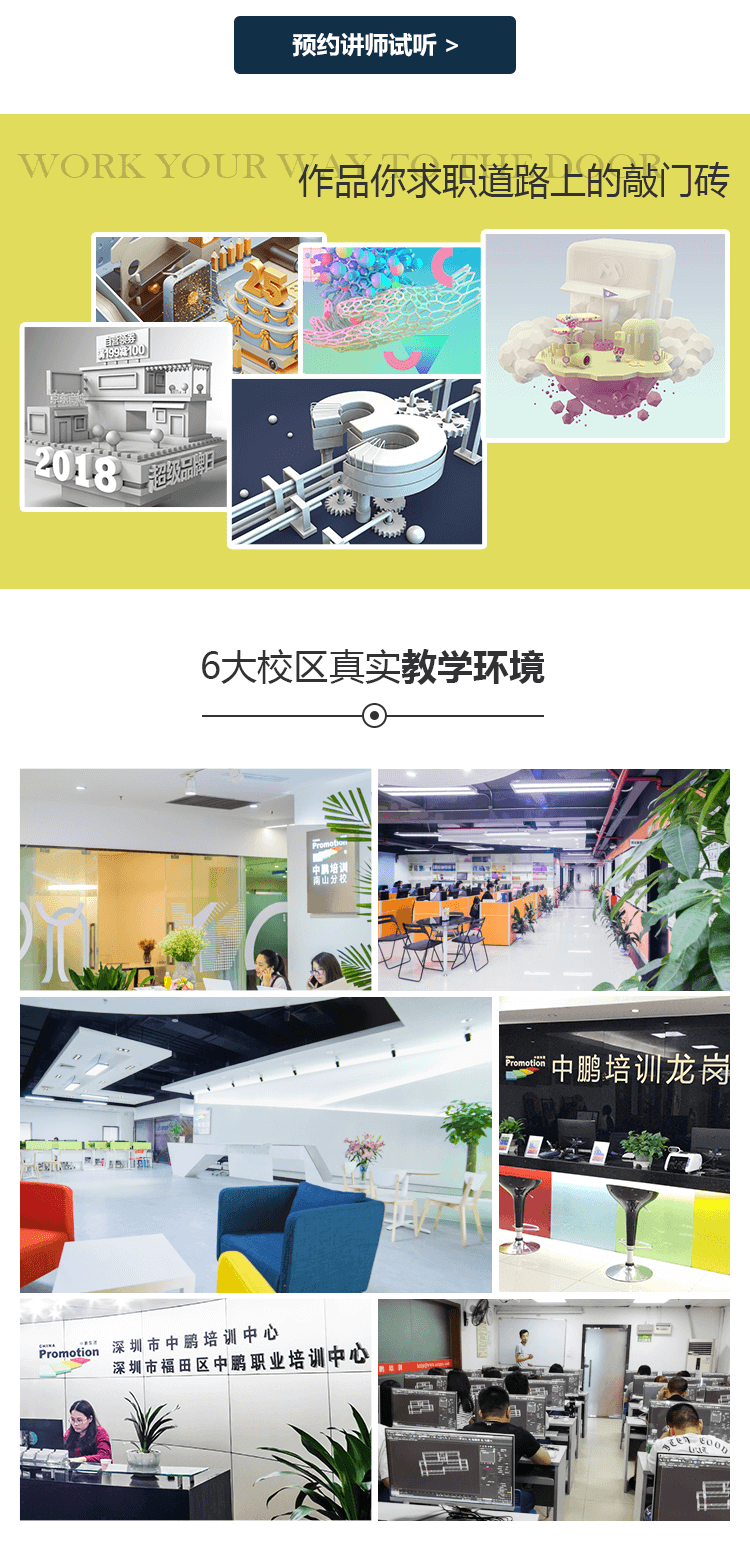 预约讲师试听 >
WORK YOUR WAY TO THE DOOR
作品你求职道路上的敲门砖
25
自营领券
满199减100
2018
超级品牌日
6大校区真实教学环境
Promotion
中鹏培训
南山分校
Promotion
中鹏培训龙岗
CHINA
Promotion
深圳市中鹏培训中心
深圳市福田区中鹏职业培训中心